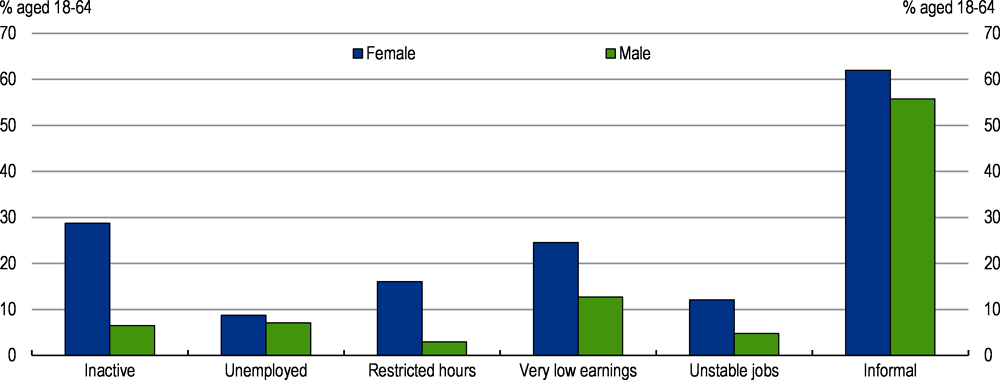 % aged 18-64 % aged 18-64
70 70
Female Male
60 60
50 50
40 40
30 30
20 20
10 10
0 0
Inactive Unemployed Restricted hours Very low earnings Unstable jobs Informal